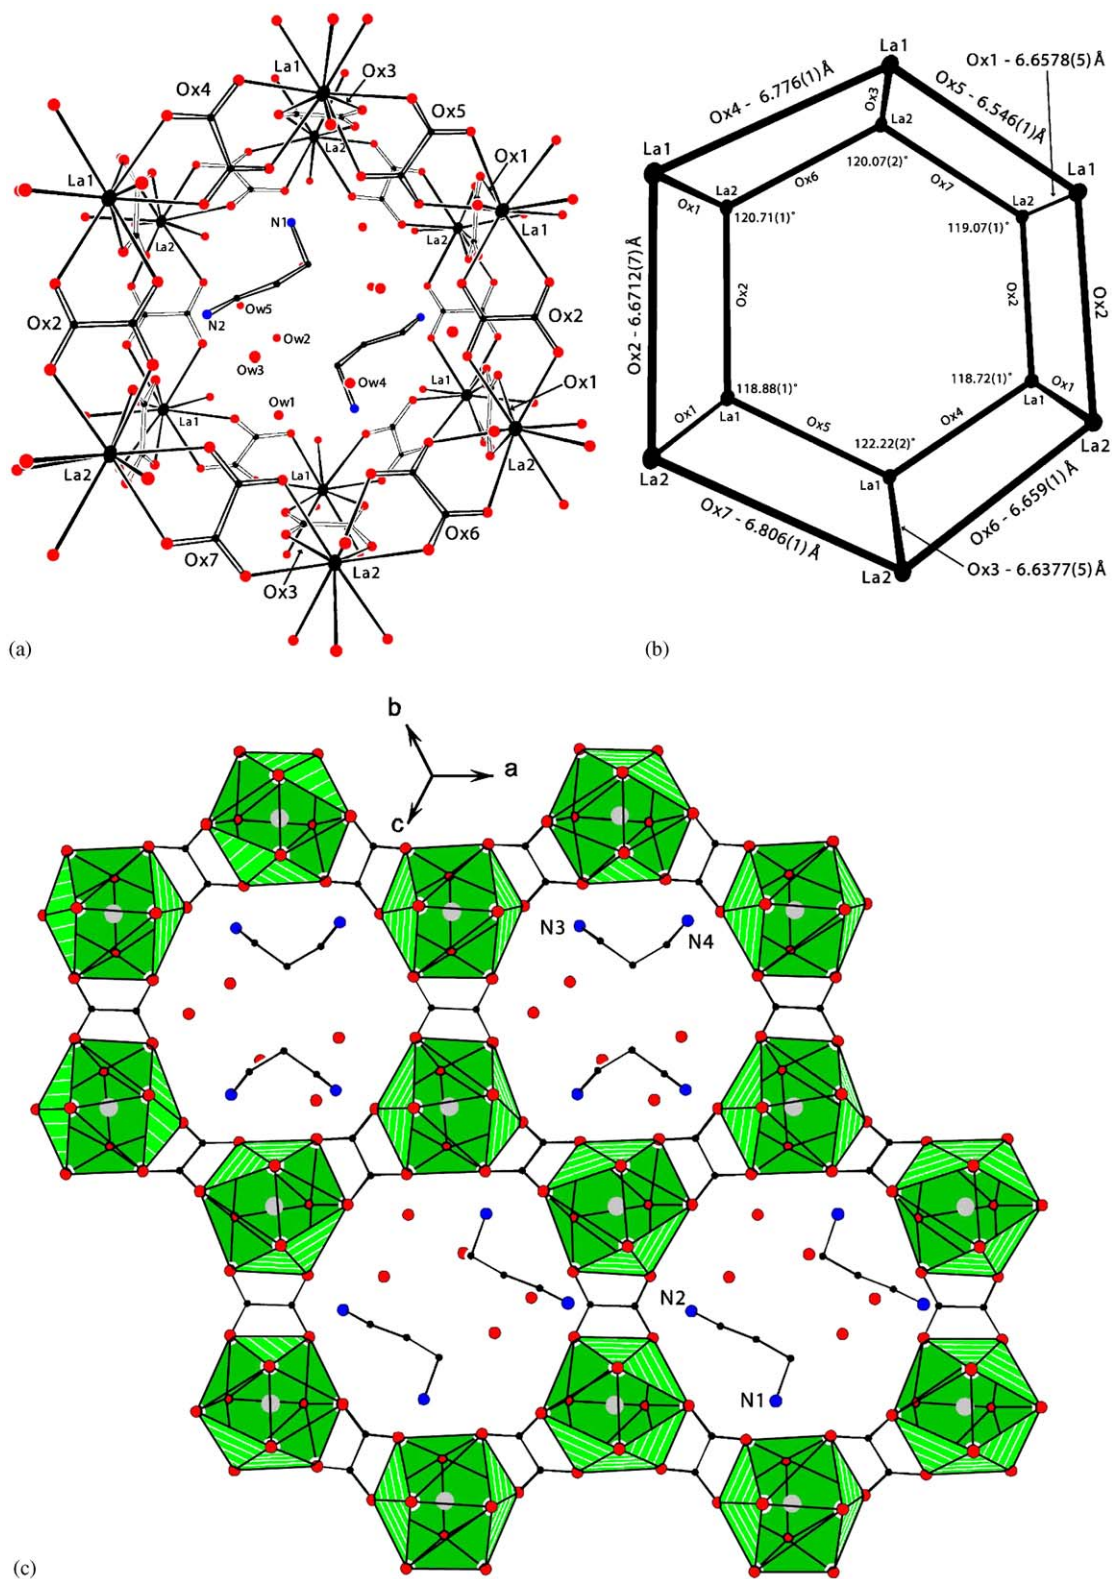 La1
Ox3
Ox4
Ox5
La2
Ox1
La1
La1
La2
N1
La2
Ow5
N2
Ox2
Ow2
Ox2
Ow3
La1
Ow4
Ox1
La1
Ow1
La2
La1
La2
Ox6
Ox7
Ox3
La2
(a)
La1
Ox1 - 6.6578(5) Å
Ox4 - 6.776(1) Å
Ox3
Ox5 - 6.546(1) Å
La2
La1
120.07(2)°
La1
Ox6
Ox7
La2
La2
Ox1
120.71(1)°
119.07(1)°
Ox2 - 6.6712(7) Å
Ox2
Ox2
Ox2
118.88(1)°
118.72(1)°
Ox1
Ox1
La1
La1
Ox5
Ox4
122.22(2)°
La2
La2
La1
Ox7 - 6.806(1) Å
Ox6 - 6.659(1) Å
La2
Ox3 - 6.6377(5) Å
(b)
b
a
c
N3
N4
N2
N1
(c)